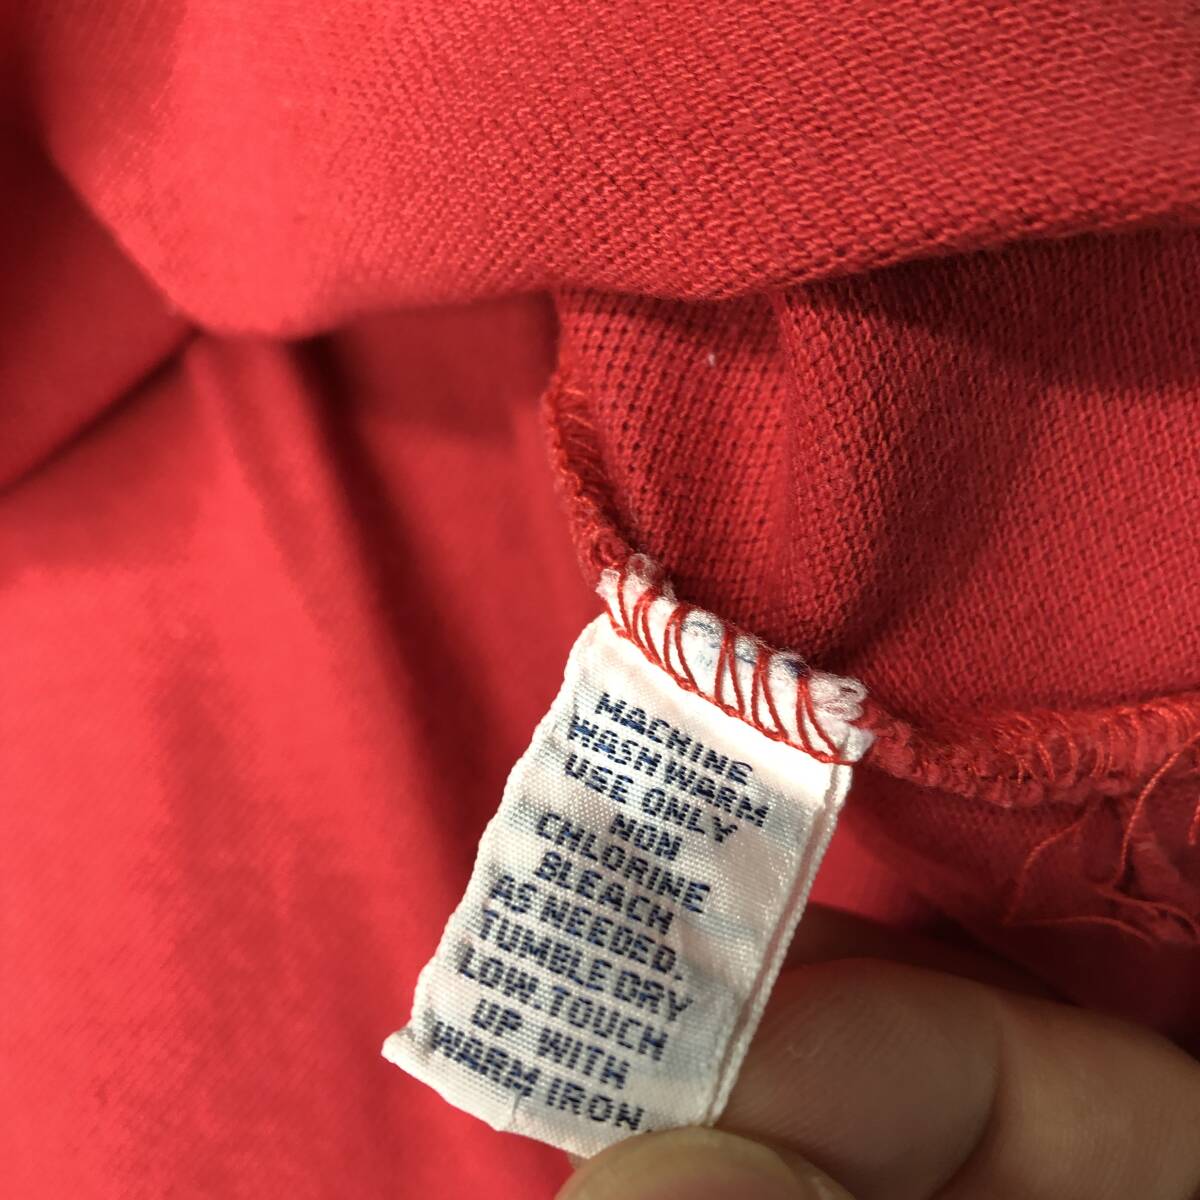 MACHINE
WASH WARM
USE ONLY
NON
CHLORINE
BLEACH
AS NEEDED.
TUMBLE DRY
LOW TOUCH
UP WITH
WARM IRON.